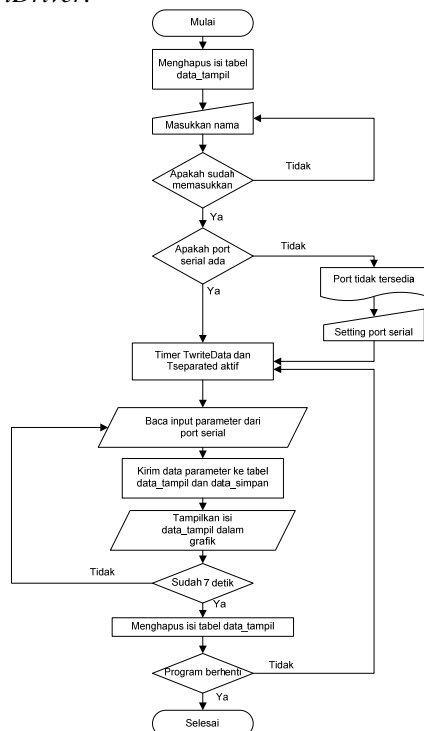 Driver.
Mulai
Menghapus isi tabel
data_tampil
Masukkan nama
Apakah sudah
memasukkan
Tidak
Ya
Apakah port
serial ada
Tidak
Ya
Port tidak tersedia
Setting port serial
Timer TwriteData dan
Tseparated aktif
Baca input parameter dari
port serial
Kirim data parameter ke tabel
data_tampil dan data_simpan
Tampilkan isi
data_tampil dalam
grafik
Tidak
Sudah 7 detik
Ya
Menghapus isi tabel data_tampil
Program berhenti
Tidak
Ya
Selesai